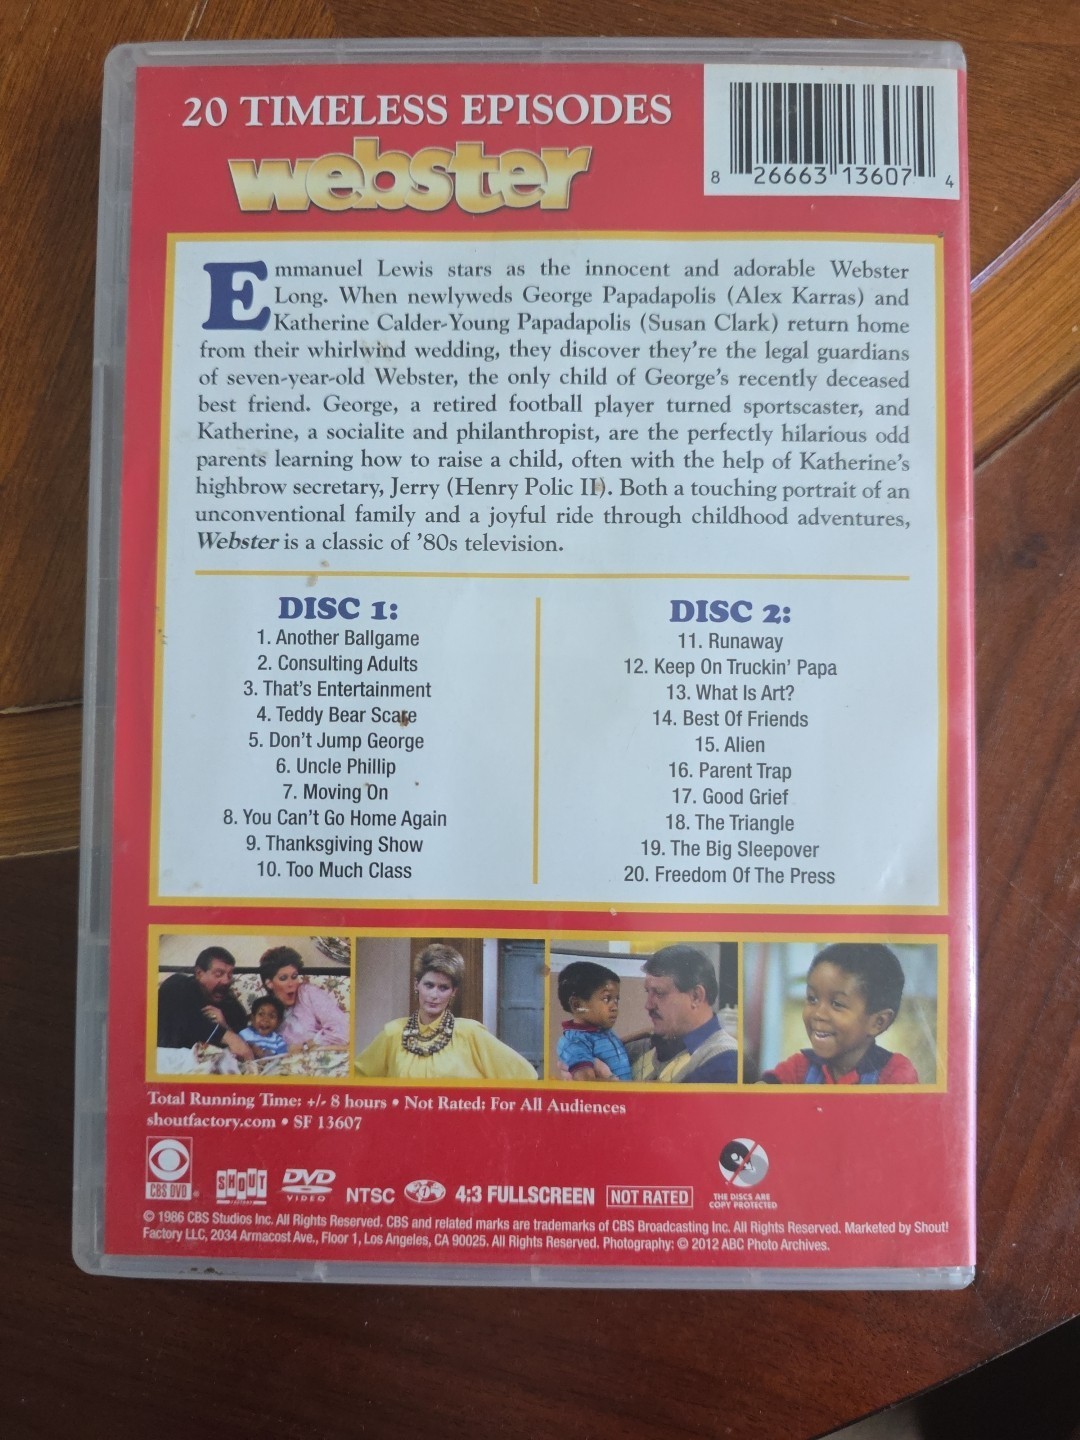 20 TIMELESS EPISODES
webster
8 26663 13607 4
Emmanuel Lewis stars as the innocent and adorable Webster
Long. When newlyweds George Papadapolis (Alex Karras) and
Katherine Calder-Young Papadapolis (Susan Clark) return home
from their whirlwind wedding, they discover they're the legal guardians
of seven-year-old Webster, the only child of George's recently deceased
best friend. George, a retired football player turned sportscaster, and
Katherine, a socialite and philanthropist, are the perfectly hilarious odd
parents learning how to raise a child, often with the help of Katherine's
highbrow secretary, Jerry (Henry Polic II). Both a touching portrait of an
unconventional family and a joyful ride through childhood adventures,
Webster is a classic of '80s television.
DISC 1:
1. Another Ballgame
2. Consulting Adults
3. That's Entertainment
4. Teddy Bear Scare
5. Don't Jump George
6. Uncle Phillip
7. Moving On
8. You Can't Go Home Again
9. Thanksgiving Show
10. Too Much Class
DISC 2:
11. Runaway
12. Keep On Truckin' Papa
13. What Is Art?
14. Best Of Friends
15. Alien
16. Parent Trap
17. Good Grief
18. The Triangle
19. The Big Sleepover
20. Freedom Of The Press
Total Running Time: +/- 8 hours • Not Rated: For All Audiences
shoutfactory.com • SF 13607
CBS DVD
SHOUT
FACTORY
DVD
VIDEO
NTSC
4:3 FULLSCREEN
NOT RATED
THE DISCS ARE
COPY PROTECTED
© 1986 CBS Studios Inc. All Rights Reserved. CBS and related marks are trademarks of CBS Broadcasting Inc. All Rights Reserved. Marketed by Shout!
Factory LLC, 2034 Armacost Ave., Floor 1, Los Angeles, CA 90025. All Rights Reserved. Photography: © 2012 ABC Photo Archives.